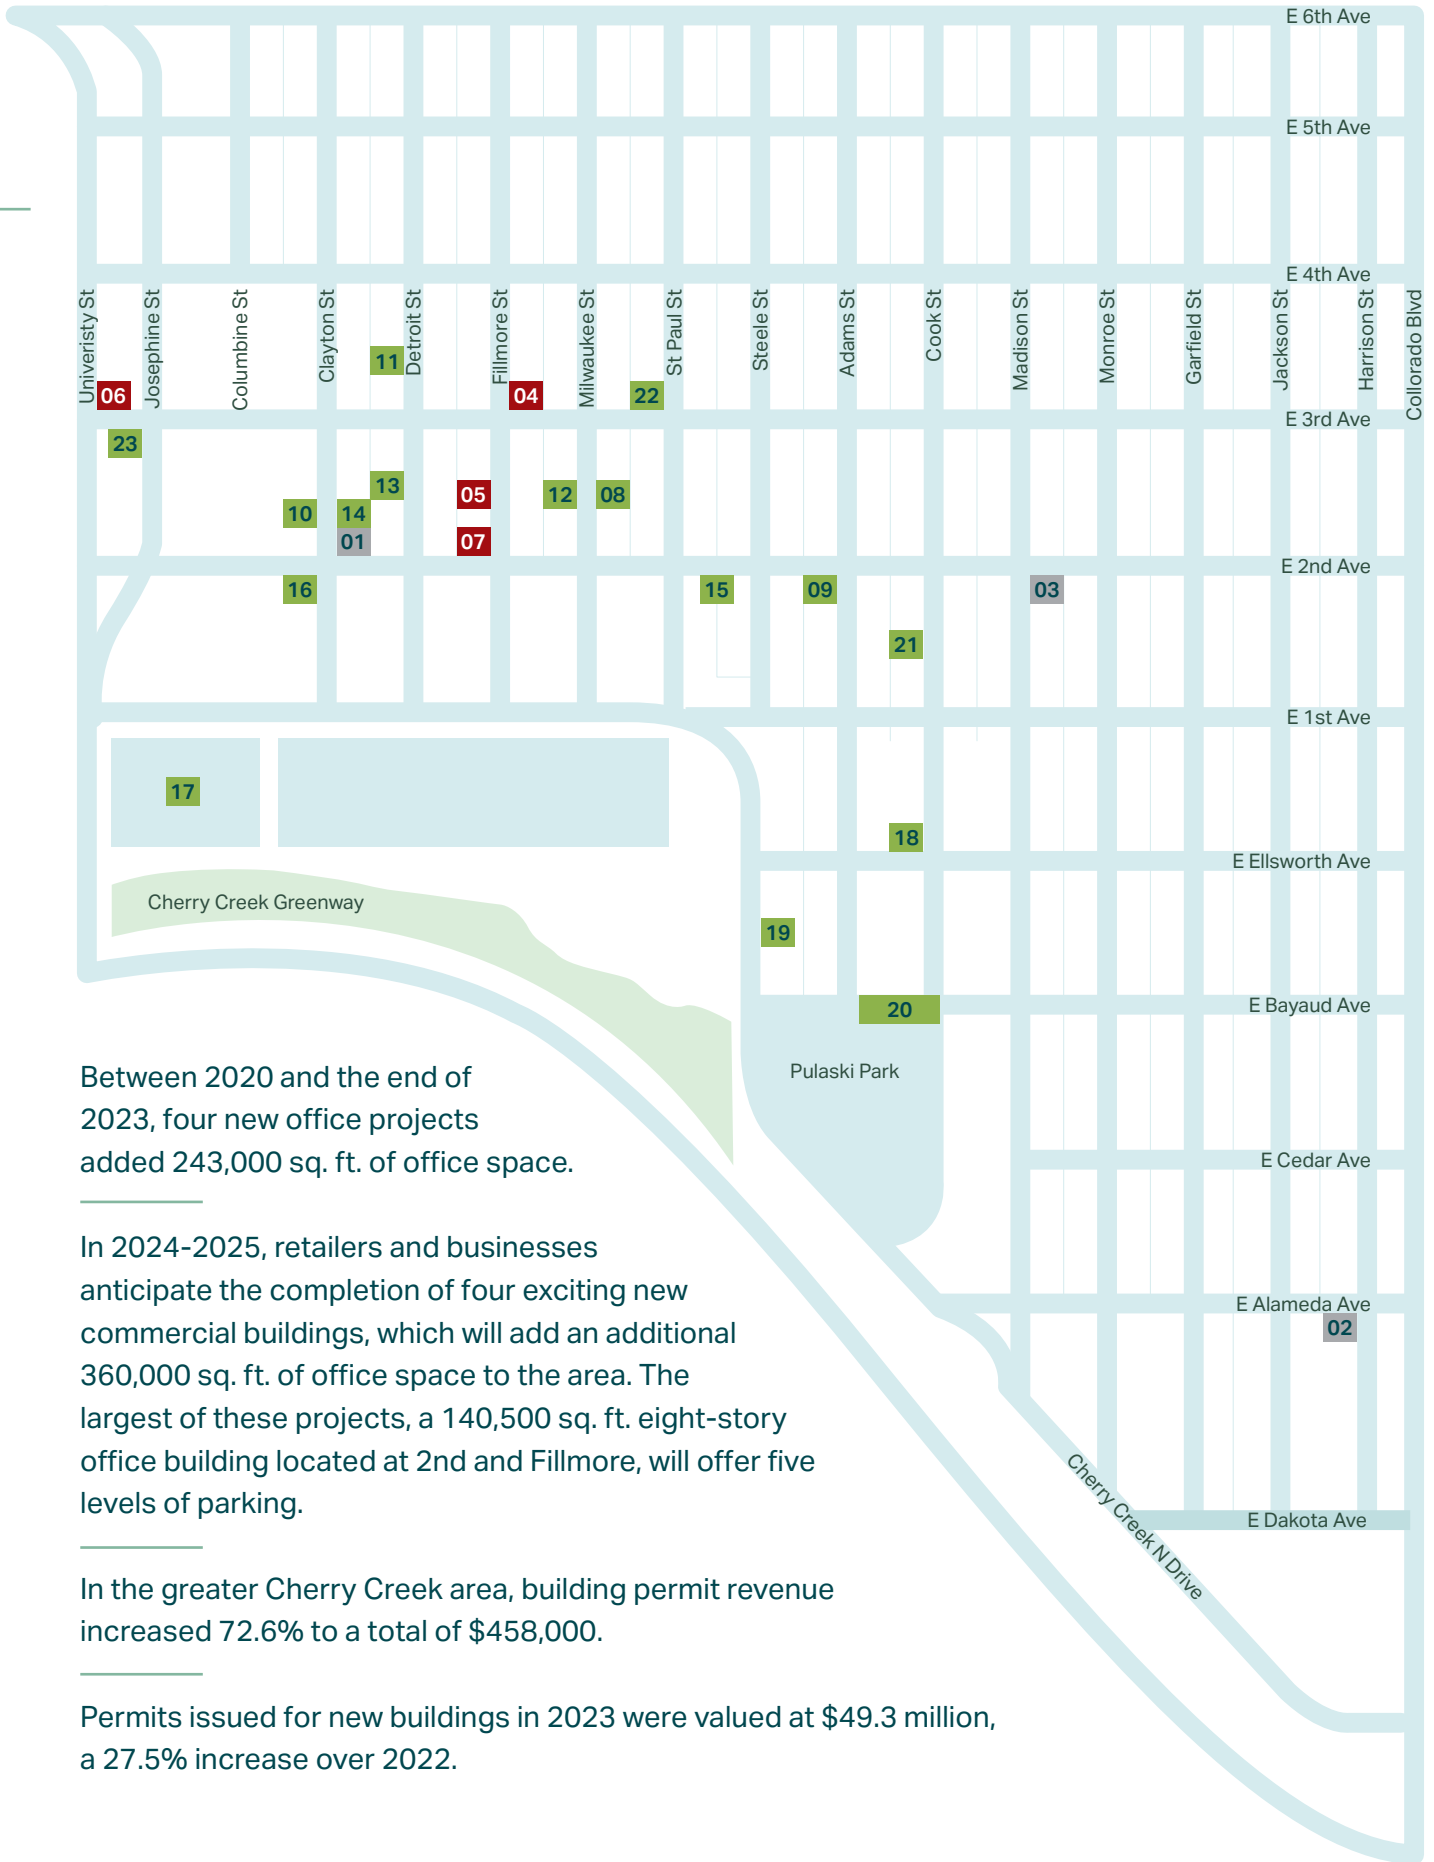 E 6th Ave
E 5th Ave
E 4th Ave
Univeristy St
Josephine St
Columbine St
Clayton St
Detroit St
Fillmore St
Milwaukee St
St Paul St
Steele St
Adams St
Cook St
Madison St
Monroe St
Garfield St
Jackson St
Harrison St
Collorado Blvd
11
06
04
22
E 3rd Ave
23
13
05
12
08
10
14
01
07
E 2nd Ave
16
15
09
03
21
E 1st Ave
17
18
E Ellsworth Ave
Cherry Creek Greenway
19
20
E Bayaud Ave
Pulaski Park
E Cedar Ave
E Alameda Ave
02
Cherry Creek N Drive
E Dakota Ave
Between 2020 and the end of
2023, four new office projects
added 243,000 sq. ft. of office space.
In 2024-2025, retailers and businesses
anticipate the completion of four exciting new
commercial buildings, which will add an additional
360,000 sq. ft. of office space to the area. The
largest of these projects, a 140,500 sq. ft. eight-story
office building located at 2nd and Fillmore, will offer five
levels of parking.
In the greater Cherry Creek area, building permit revenue
increased 72.6% to a total of $458,000.
Permits issued for new buildings in 2023 were valued at $49.3 million,
a 27.5% increase over 2022.